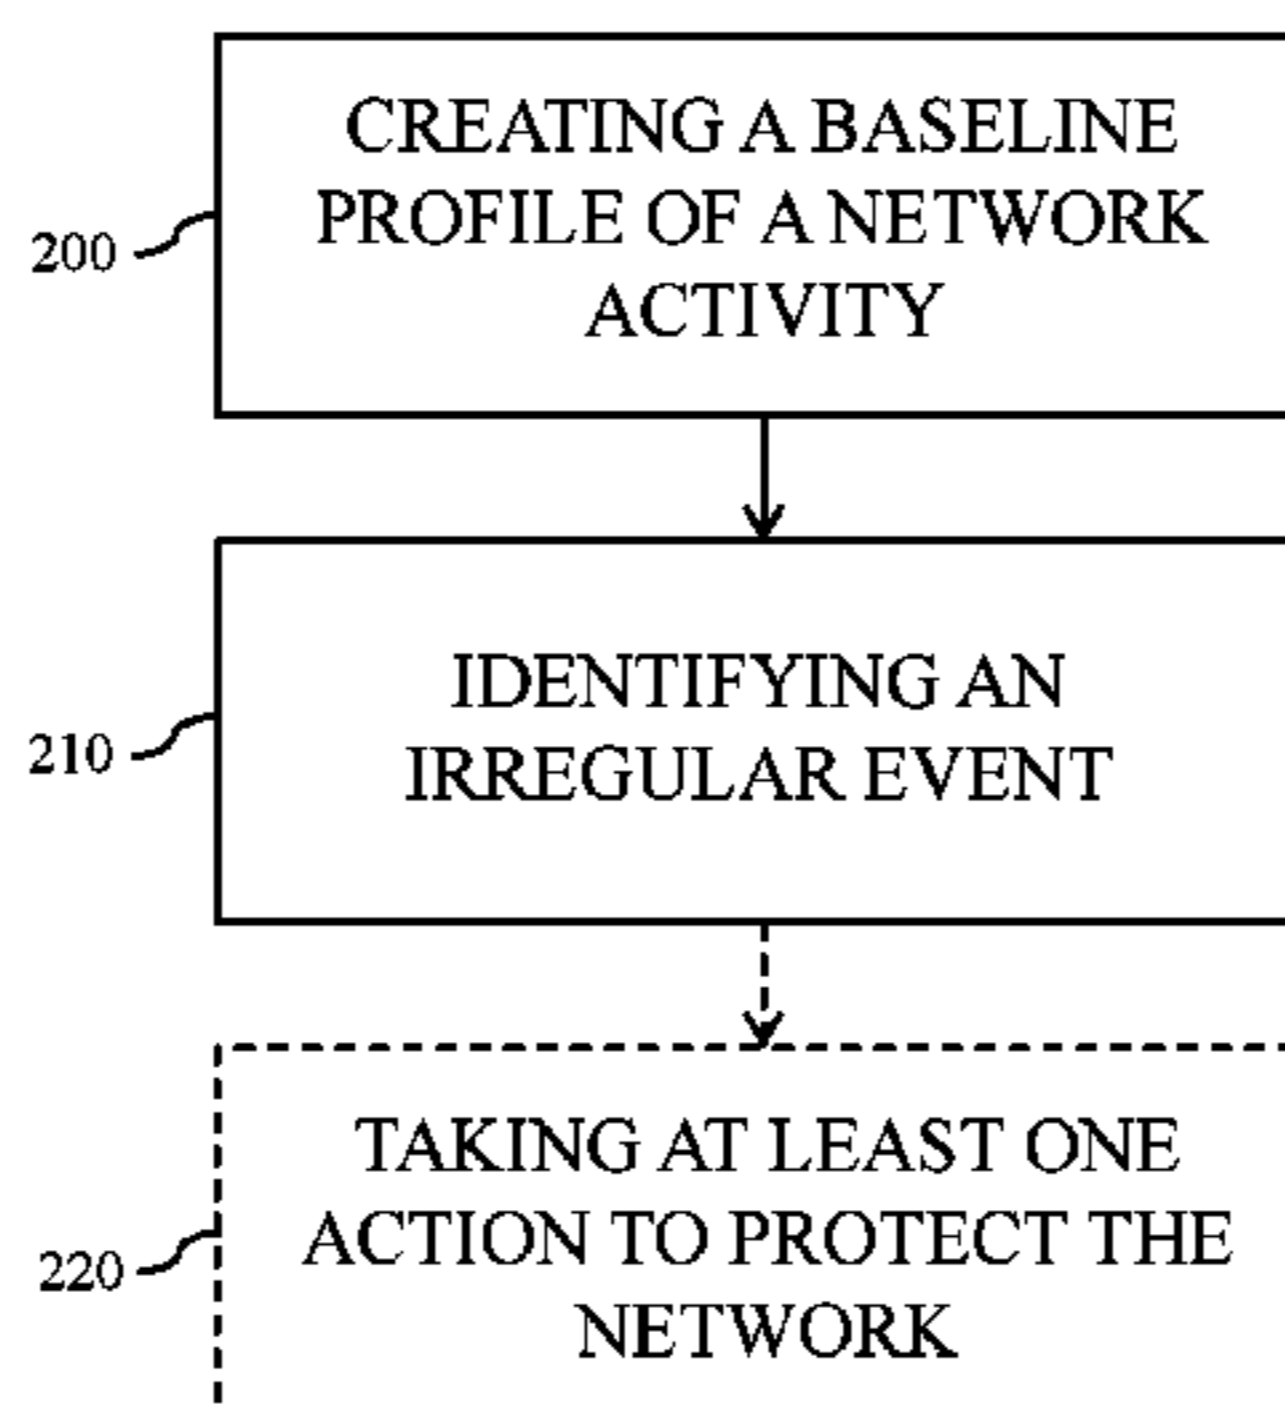 CREATING A BASELINE
PROFILE OF A NETWORK
ACTIVITY
200
IDENTIFYING AN
IRREGULAR EVENT
210
TAKING AT LEAST ONE
ACTION TO PROTECT THE
NETWORK
220